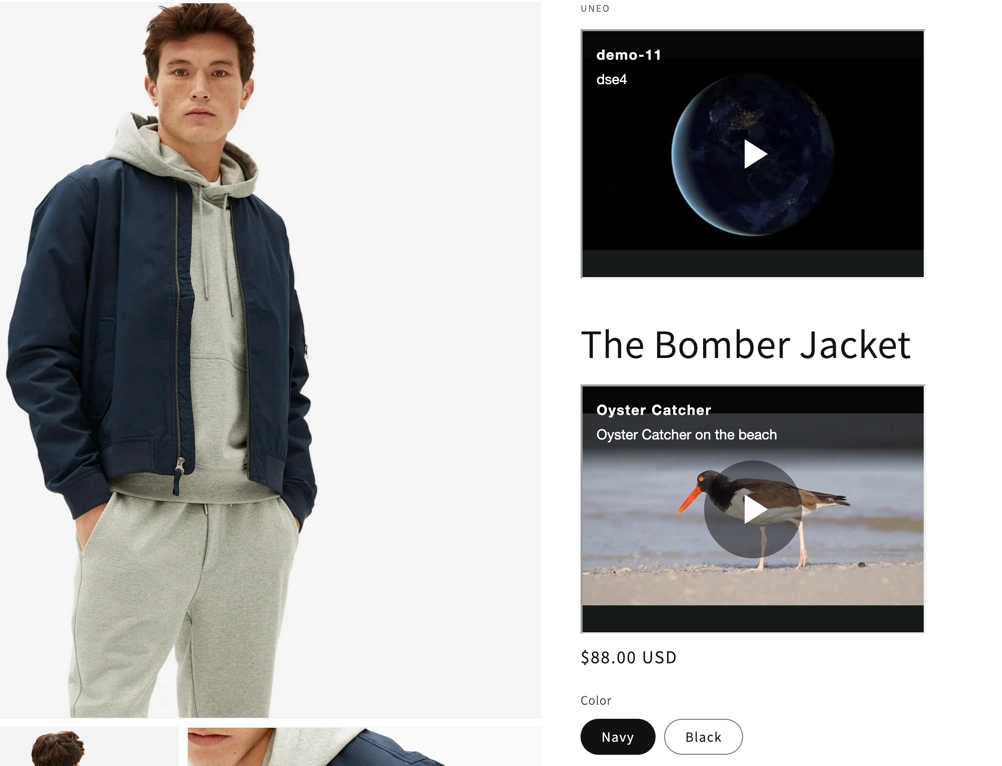 UNEO
demo-11
dse4
The Bomber Jacket
Oyster Catcher
Oyster Catcher on the beach
$88.00 USD
Color
Navy
Black